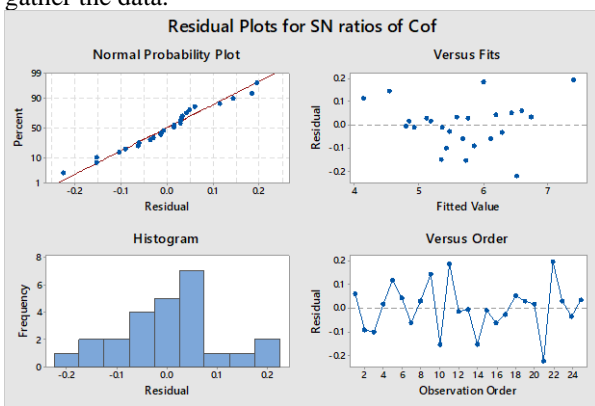 gather the data.
Residual Plots for SN ratios of Cof
Normal Probability Plot
Versus Fits
99
90
50
10
1
Percent
-0.2 -0.1 0.0 0.1 0.2
Residual
0.2
0.1
0.0
-0.1
-0.2
Residual
4 5 6 7
Fitted Value
Histogram
Versus Order
8
6
4
2
0
Frequency
-0.2 -0.1 0.0 0.1 0.2
Residual
0.2
0.1
0.0
-0.1
-0.2
Residual
2 4 6 8 10 12 14 16 18 20 22 24
Observation Order